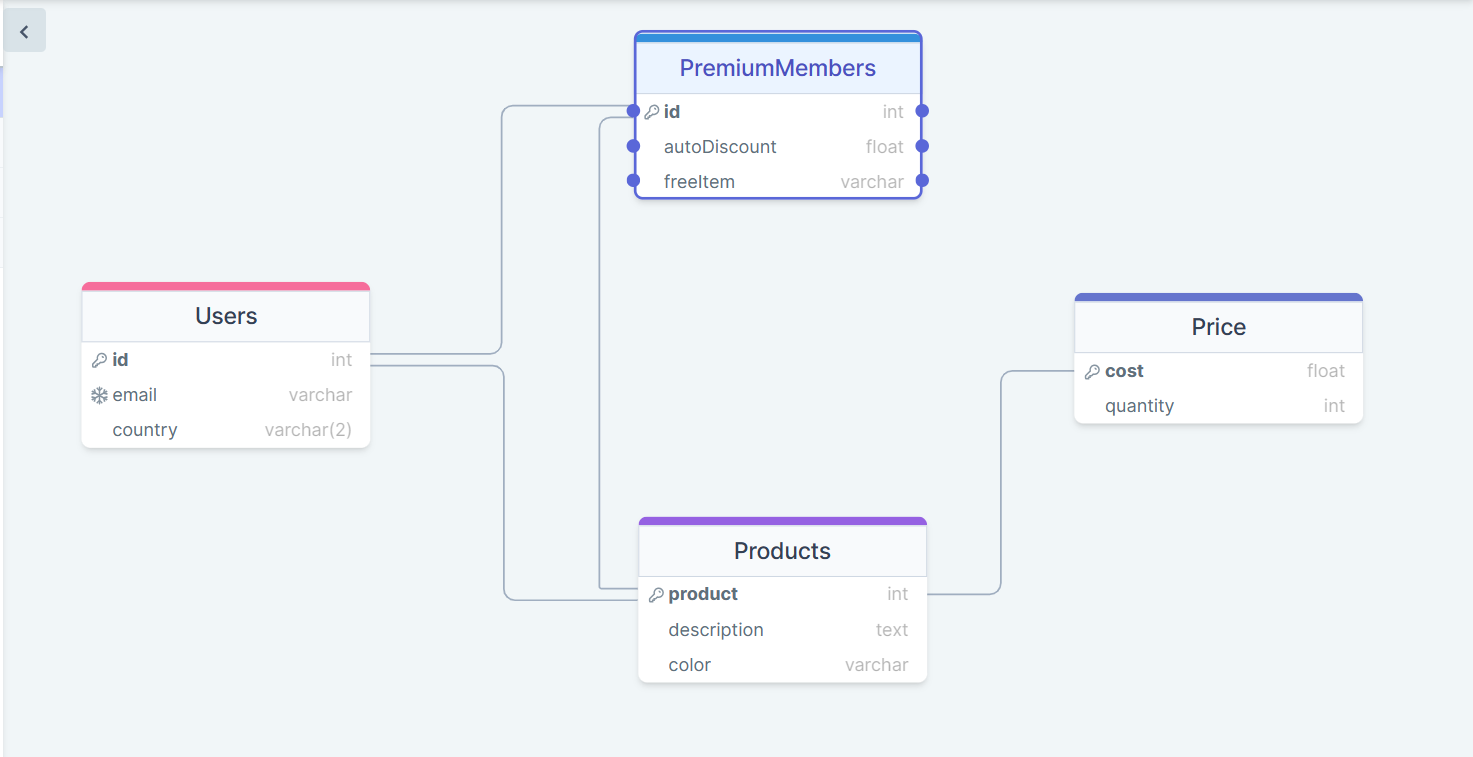 PremiumMembers
id int
autoDiscount float
freeItem varchar
Users
id int
email varchar
country varchar(2)
Price
cost float
quantity int
Products
product int
description text
color varchar